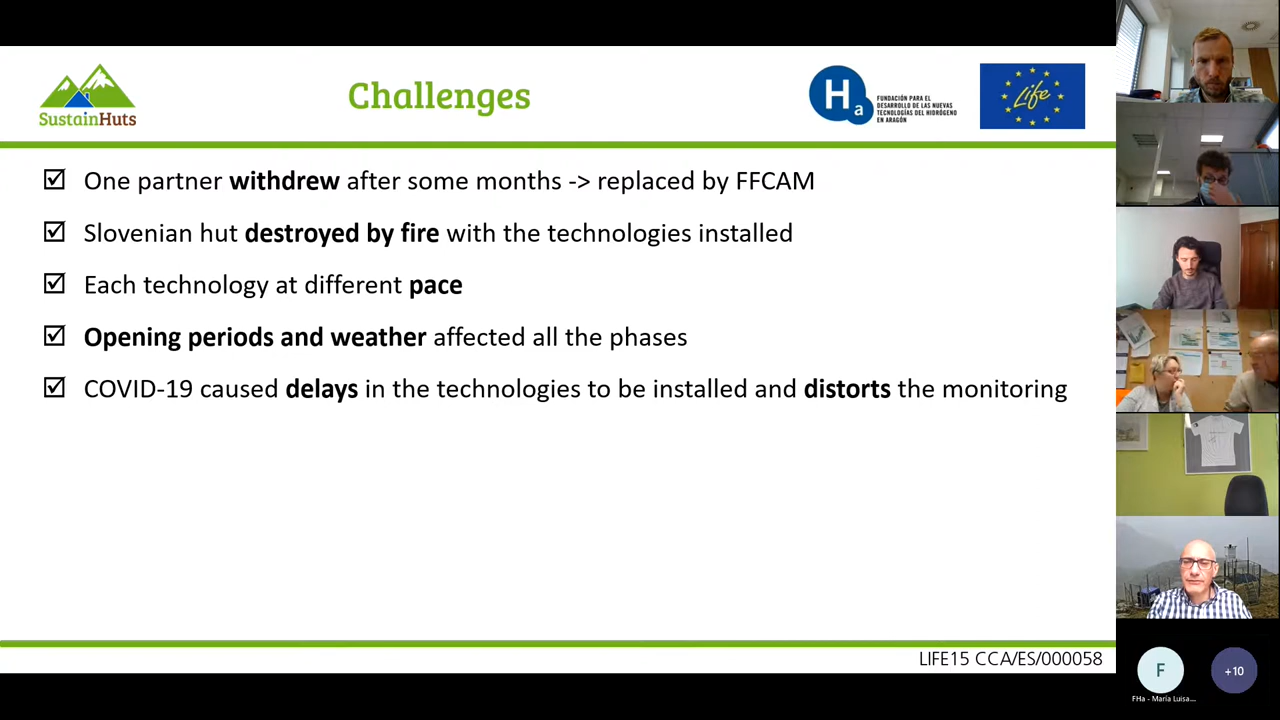 SustainHuts
Challenges
Ha
FUNDACIÓN PARA EL
DESARROLLO DE LAS NUEVAS
TECNOLOGÍAS DEL HIDRÓGENO
EN ARAGÓN
Life
One partner withdrew after some months -> replaced by FFCAM
Slovenian hut destroyed by fire with the technologies installed
Each technology at different pace
Opening periods and weather affected all the phases
COVID-19 caused delays in the technologies to be installed and distorts the monitoring
LIFE15 CCA/ES/000058
F
+10
FHa - María Luisa...